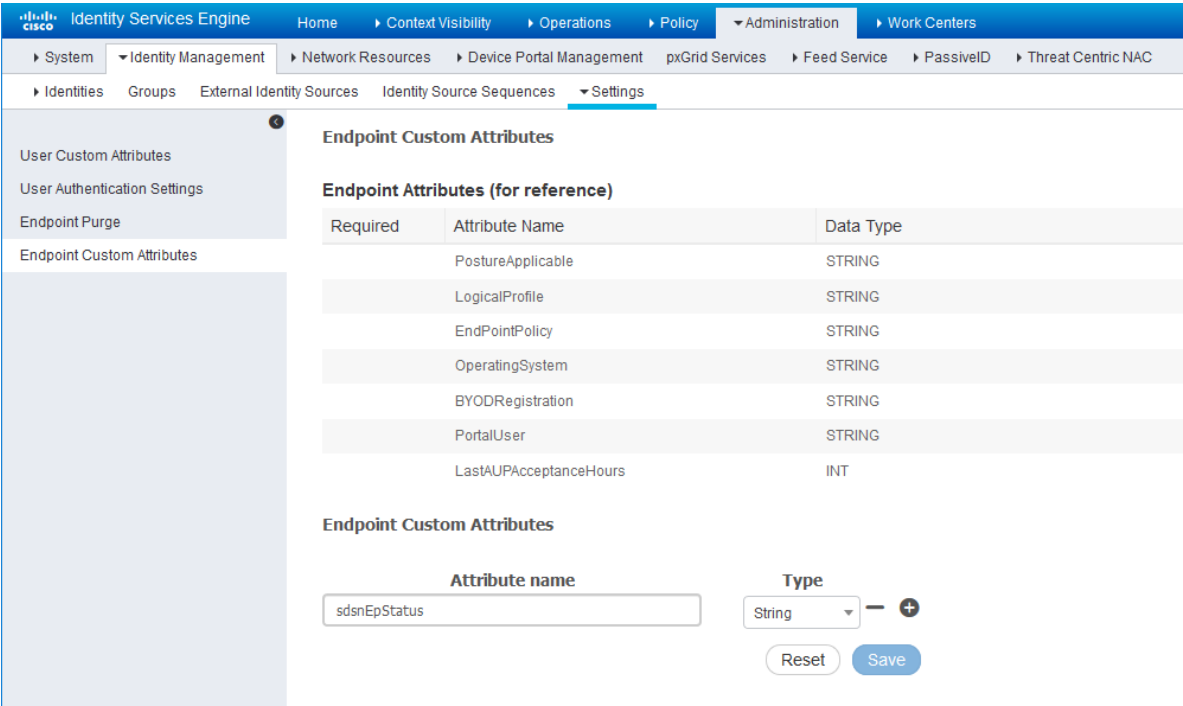 cisco Identity Services Engine Home Context Visibility Operations Policy Administration Work Centers
System Identity Management Network Resources Device Portal Management pxGrid Services Feed Service PassiveID Threat Centric NAC
Identities Groups External Identity Sources Identity Source Sequences Settings
User Custom Attributes
User Authentication Settings
Endpoint Purge
Endpoint Custom Attributes
Endpoint Custom Attributes
Endpoint Attributes (for reference)
Required Attribute Name Data Type
PostureApplicable STRING
LogicalProfile STRING
EndPointPolicy STRING
OperatingSystem STRING
BYODRegistration STRING
PortalUser STRING
LastAUPAcceptanceHours INT
Endpoint Custom Attributes
Attribute name Type
sdsnEpStatus String
Reset Save